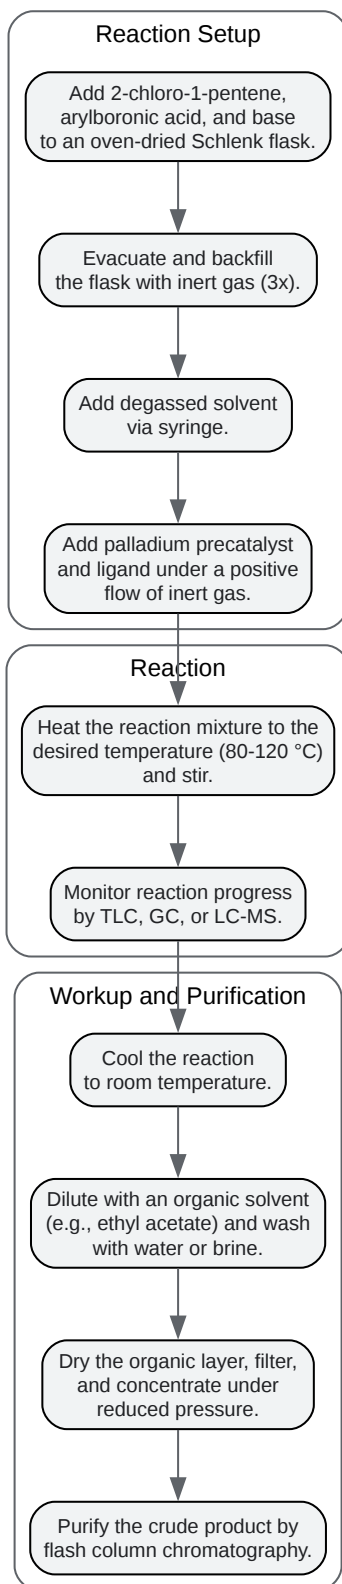 Reaction Setup
Add 2-chloro-1-pentene,
arylboronic acid, and base
to an oven-dried Schlenk flask.
Evacuate and backfill
the flask with inert gas (3x).
Add degassed solvent
via syringe.
Add palladium precatalyst
and ligand under a positive
flow of inert gas.
Reaction
Heat the reaction mixture to the
desired temperature (80-120 °C)
and stir.
Monitor reaction progress
by TLC, GC, or LC-MS.
Workup and Purification
Cool the reaction
to room temperature.
Dilute with an organic solvent
(e.g., ethyl acetate) and wash
with water or brine.
Dry the organic layer, filter,
and concentrate under
reduced pressure.
Purify the crude product by
flash column chromatography.